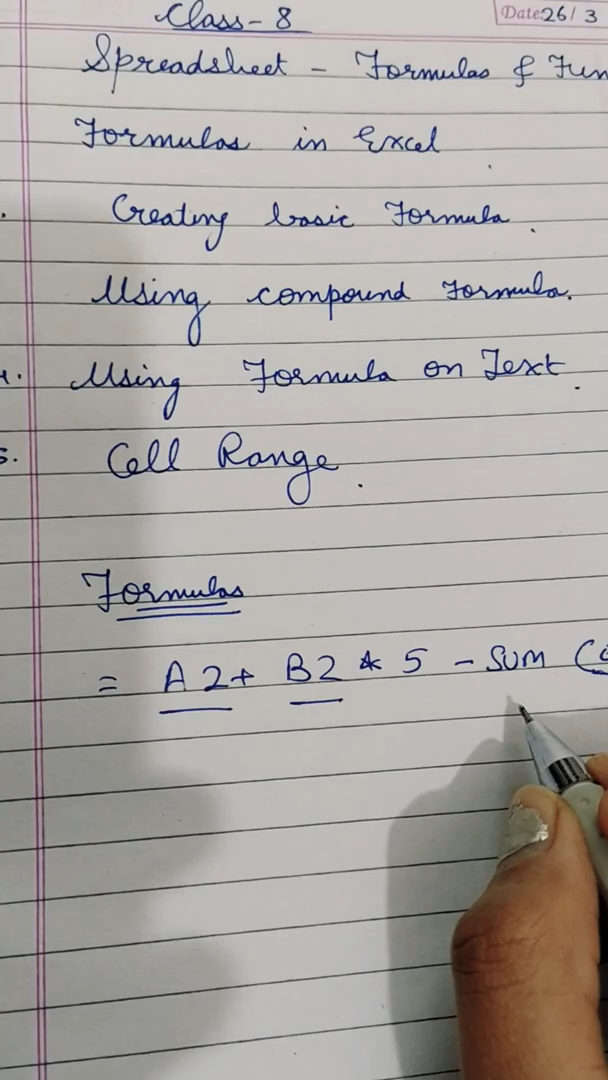 Class - 8
Date: 26/3
Spreadsheet - Formulas &
Formulas in Excel
Creating basic Formula.
Using compound Formula.
Using Formula on Text.
5. Cell Range.
Formulas
= A2+ B2 * 5 - SUM (